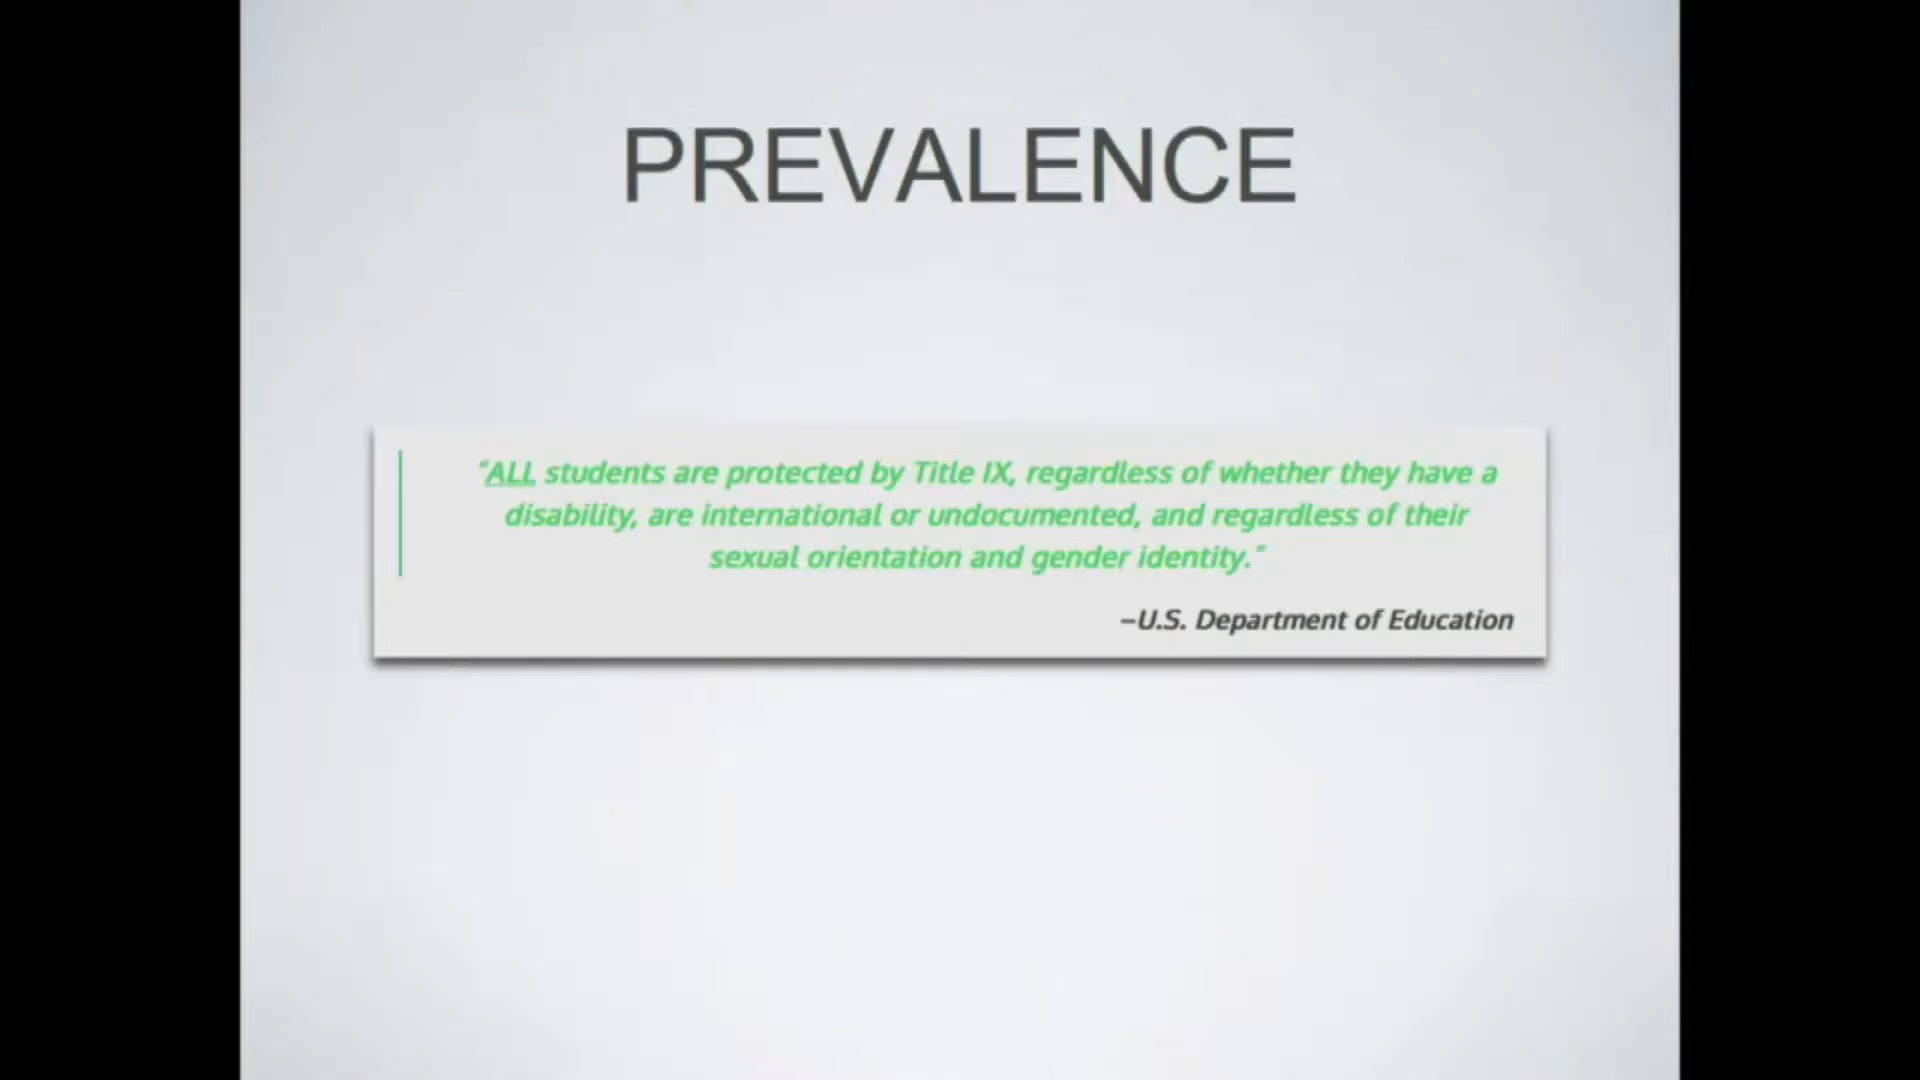 PREVALENCE
"ALL students are protected by Title IX, regardless of whether they have a
disability, are international or undocumented, and regardless of their
sexual orientation and gender identity."
–U.S. Department of Education